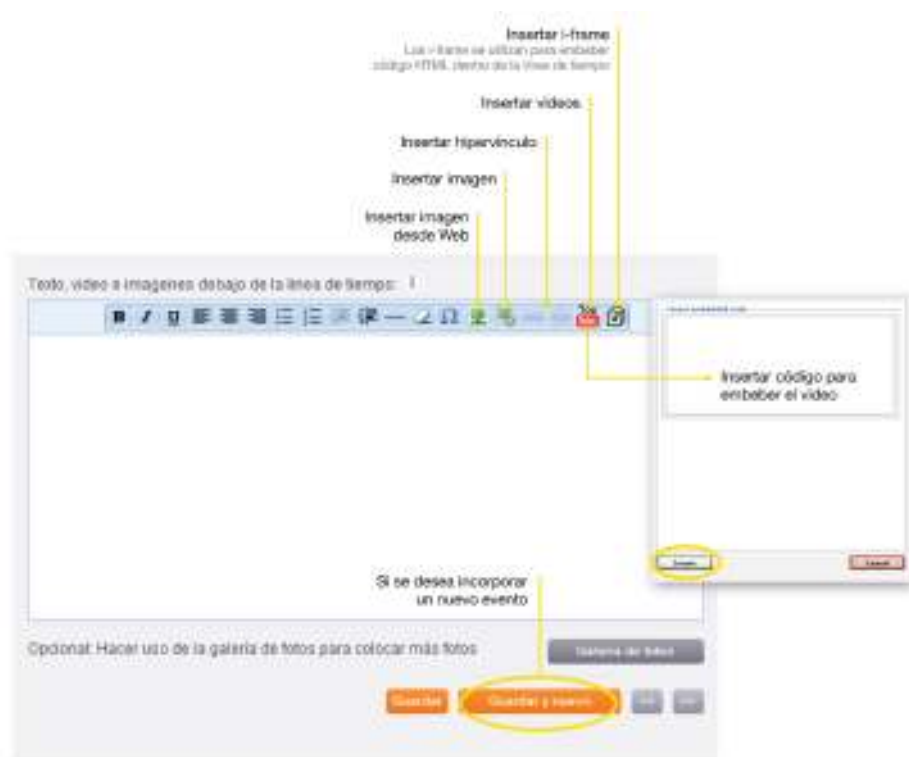 Insertar i-frame
Los i-frame se utilizan para embeber
código HTML dentro de la línea de tiempo
Insertar videos
Insertar hipervínculo
Insertar imagen
Insertar imagen
desde Web
Texto, video e imagenes debajo de la linea de tiempo: i
B I U
You
Insertar código para
embeber el video
Si se desea incorporar
un nuevo evento
Cancel
Opcional: Hacer uso de la galería de fotos para colocar más fotos
Galería de fotos
Guardar
Guardar y nuevo